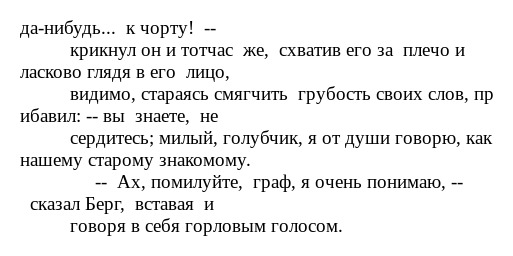 да-нибудь... к чорту! --
крикнул он и тотчас же, схватив его за плечо и
ласково глядя в его лицо,
видимо, стараясь смягчить грубость своих слов, пр
ибавил: -- вы знаете, не
сердитесь; милый, голубчик, я от души говорю, как
нашему старому знакомому.
-- Ах, помилуйте, граф, я очень понимаю, --
сказал Берг, вставая и
говоря в себя горловым голосом.